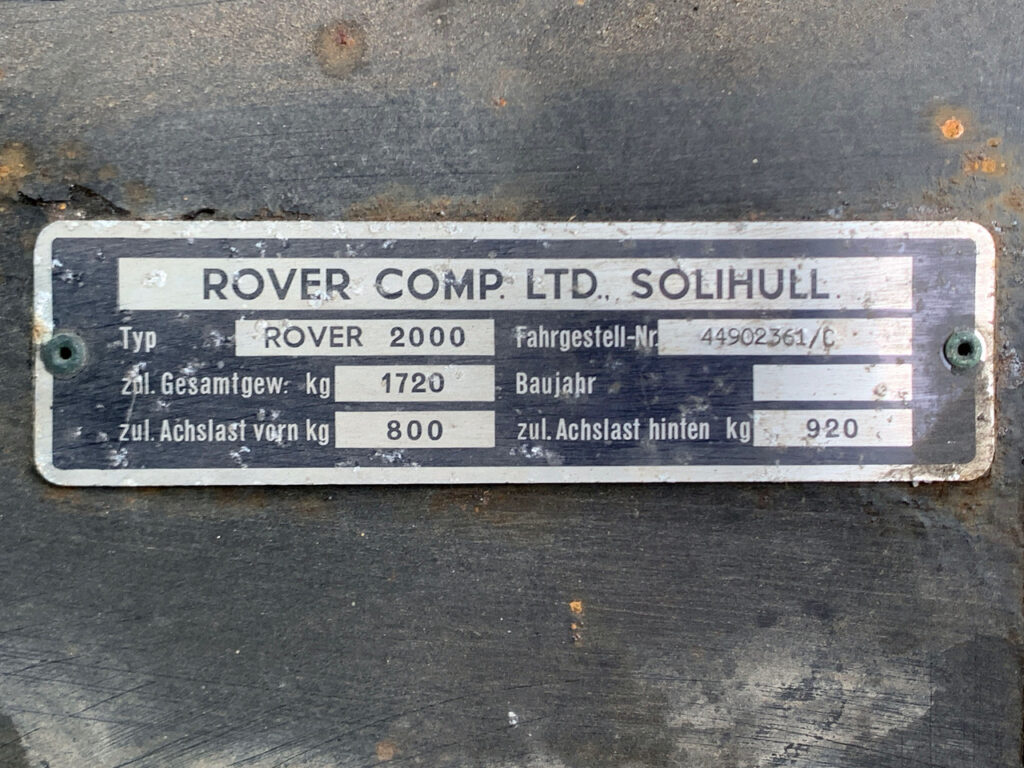 ROVER COMP. LTD., SOLIHULL.
Typ ROVER 2000 Fahrgestell-Nr. 44902361/C
zul. Gesamtgew. kg 1720 Baujahr
zul. Achslast vorn kg 800 zul. Achslast hinten kg 920